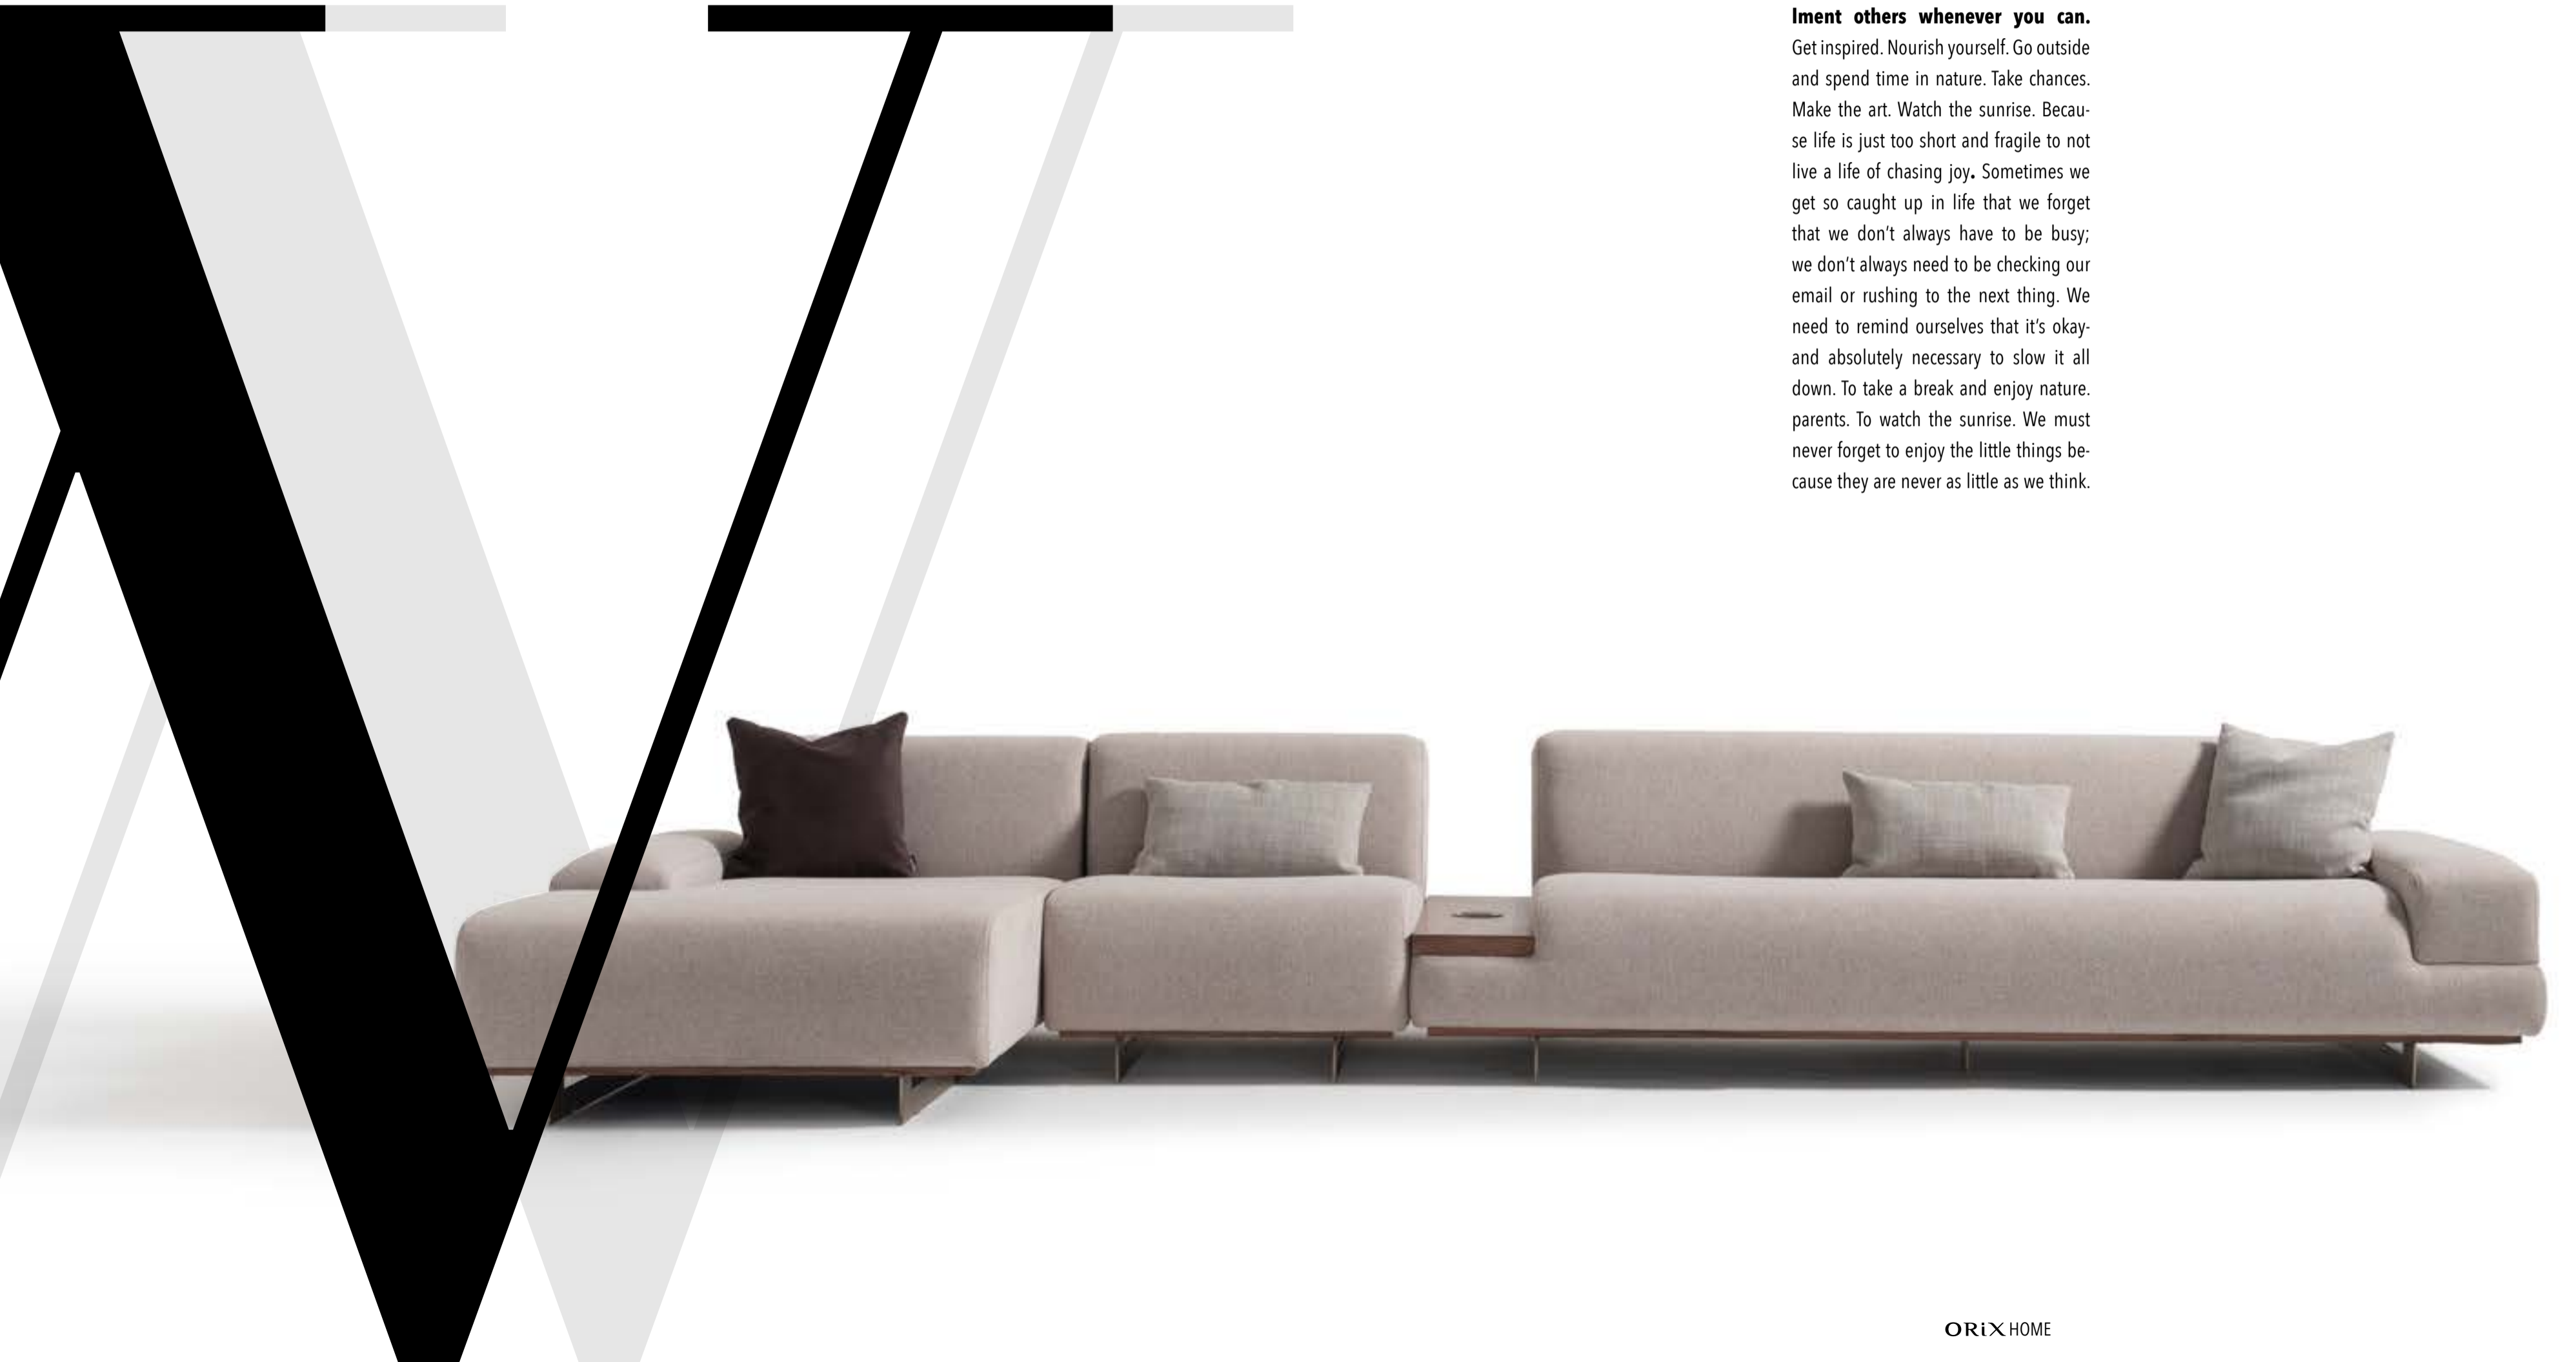 W
Iment others whenever you can.
Get inspired. Nourish yourself. Go outside
and spend time in nature. Take chances.
Make the art. Watch the sunrise. Becau-
se life is just too short and fragile to not
live a life of chasing joy. Sometimes we
get so caught up in life that we forget
that we don't always have to be busy;
we don't always need to be checking our
email or rushing to the next thing. We
need to remind ourselves that it's okay-
and absolutely necessary to slow it all
down. To take a break and enjoy nature.
parents. To watch the sunrise. We must
never forget to enjoy the little things be-
cause they are never as little as we think.
ORiX HOME